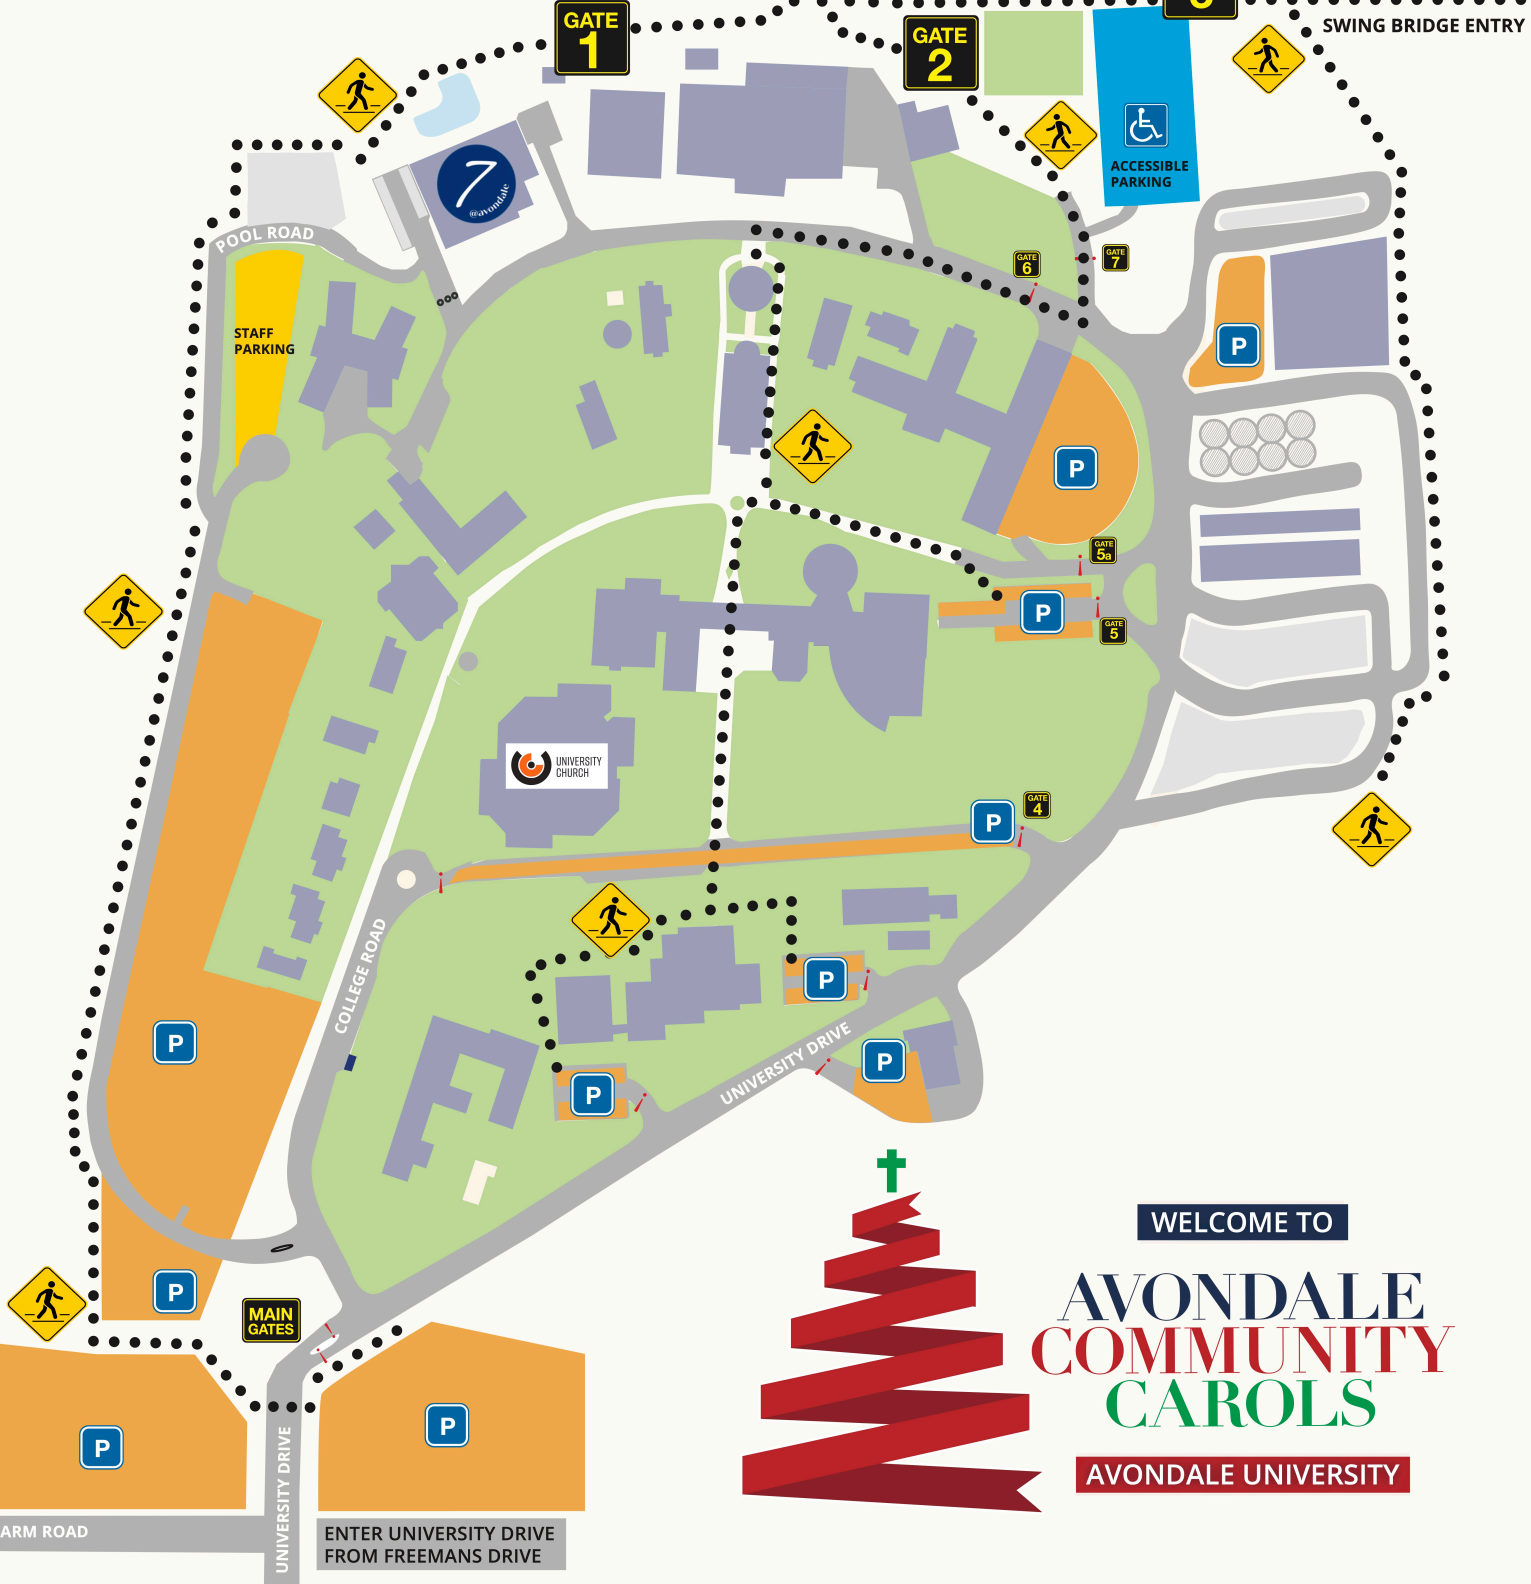 GATE
1
GATE
2
SWING BRIDGE ENTRY
7
@avondale
ACCESSIBLE
PARKING
POOL ROAD
GATE
6
GATE
7
STAFF
PARKING
P
P
GATE
5a
P
GATE
5
UNIVERSITY
CHURCH
P
GATE
4
COLLEGE ROAD
P
P
UNIVERSITY DRIVE
P
P
P
MAIN
GATES
P
P
P
UNIVERSITY DRIVE
ARM ROAD
ENTER UNIVERSITY DRIVE
FROM FREEMANS DRIVE
WELCOME TO
AVONDALE
COMMUNITY
CAROLS
AVONDALE UNIVERSITY